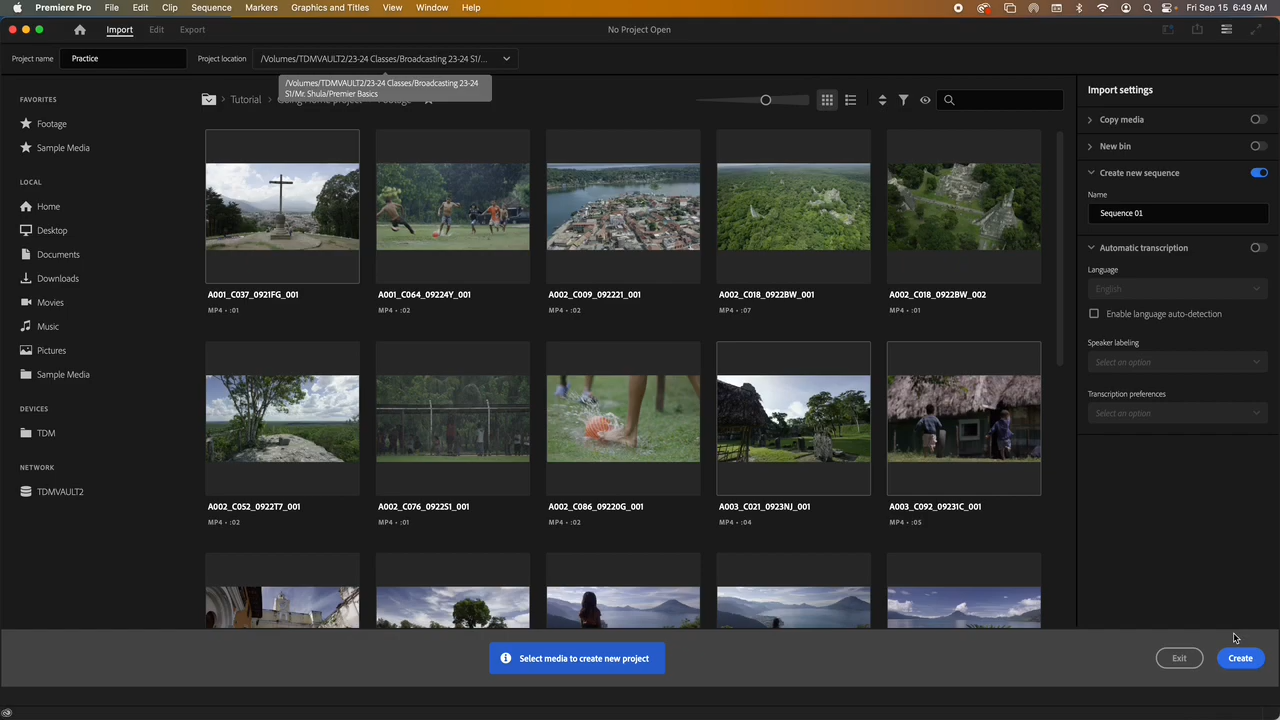 Premiere Pro File Edit Clip Sequence Markers Graphics and Titles View Window Help Fri Sep 15 6:49 AM
Import Edit Export No Project Open
Project name Practice Project location /Volumes/TDMVAULT2/23-24 Classes/Broadcasting 23-24 S1/...
/Volumes/TDMVAULT2/23-24 Classes/Broadcasting 23-24
S1/Mr. Shula/Premier Basics
Tutorial
FAVORITES
Footage
Sample Media
LOCAL
Home
Desktop
Documents
Downloads
Movies
Music
Pictures
Sample Media
DEVICES
TDM
NETWORK
TDMVAULT2
A001_C037_0921FG_001 A001_C064_09224Y_001 A002_C009_092221_001 A002_C018_0922BW_001 A002_C018_0922BW_002
MP4 • :01 MP4 • :02 MP4 • :02 MP4 • :07 MP4 • :01
A002_C052_0922T7_001 A002_C076_0922S1_001 A002_C086_09220G_001 A003_C021_0923NJ_001 A003_C092_09231C_001
MP4 • :02 MP4 • :01 MP4 • :02 MP4 • :04 MP4 • :05
Import settings
Copy media
New bin
Create new sequence
Name
Sequence 01
Automatic transcription
Language
English
Enable language auto-detection
Speaker labeling
Select an option
Transcription preferences
Select an option
Select media to create new project
Exit Create